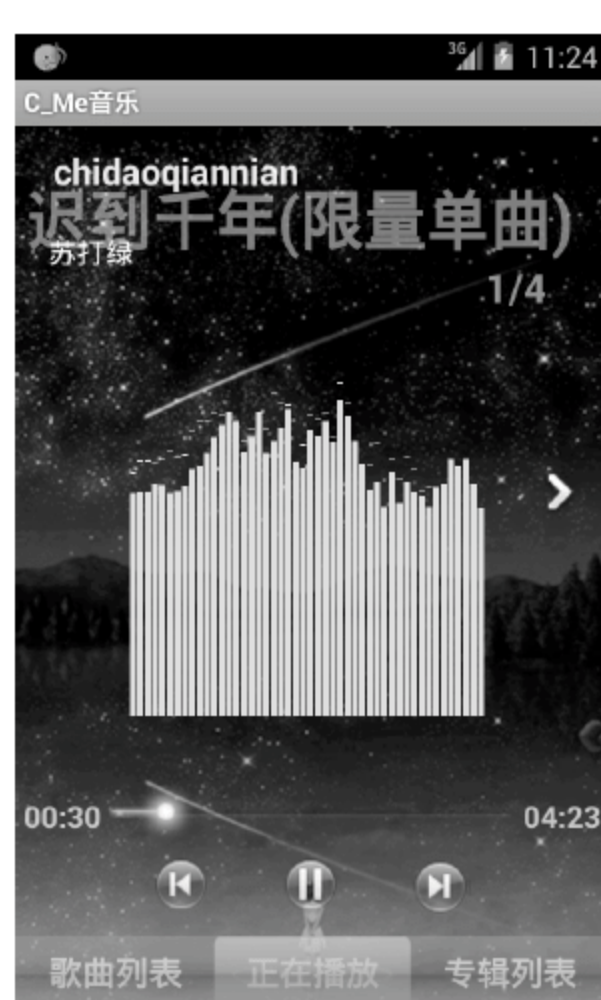 3G 11:24
C_Me音乐
chidaoqiannian
迟到千年(限量单曲)
苏打绿
1/4
00:30 04:23
歌曲列表 正在播放 专辑列表